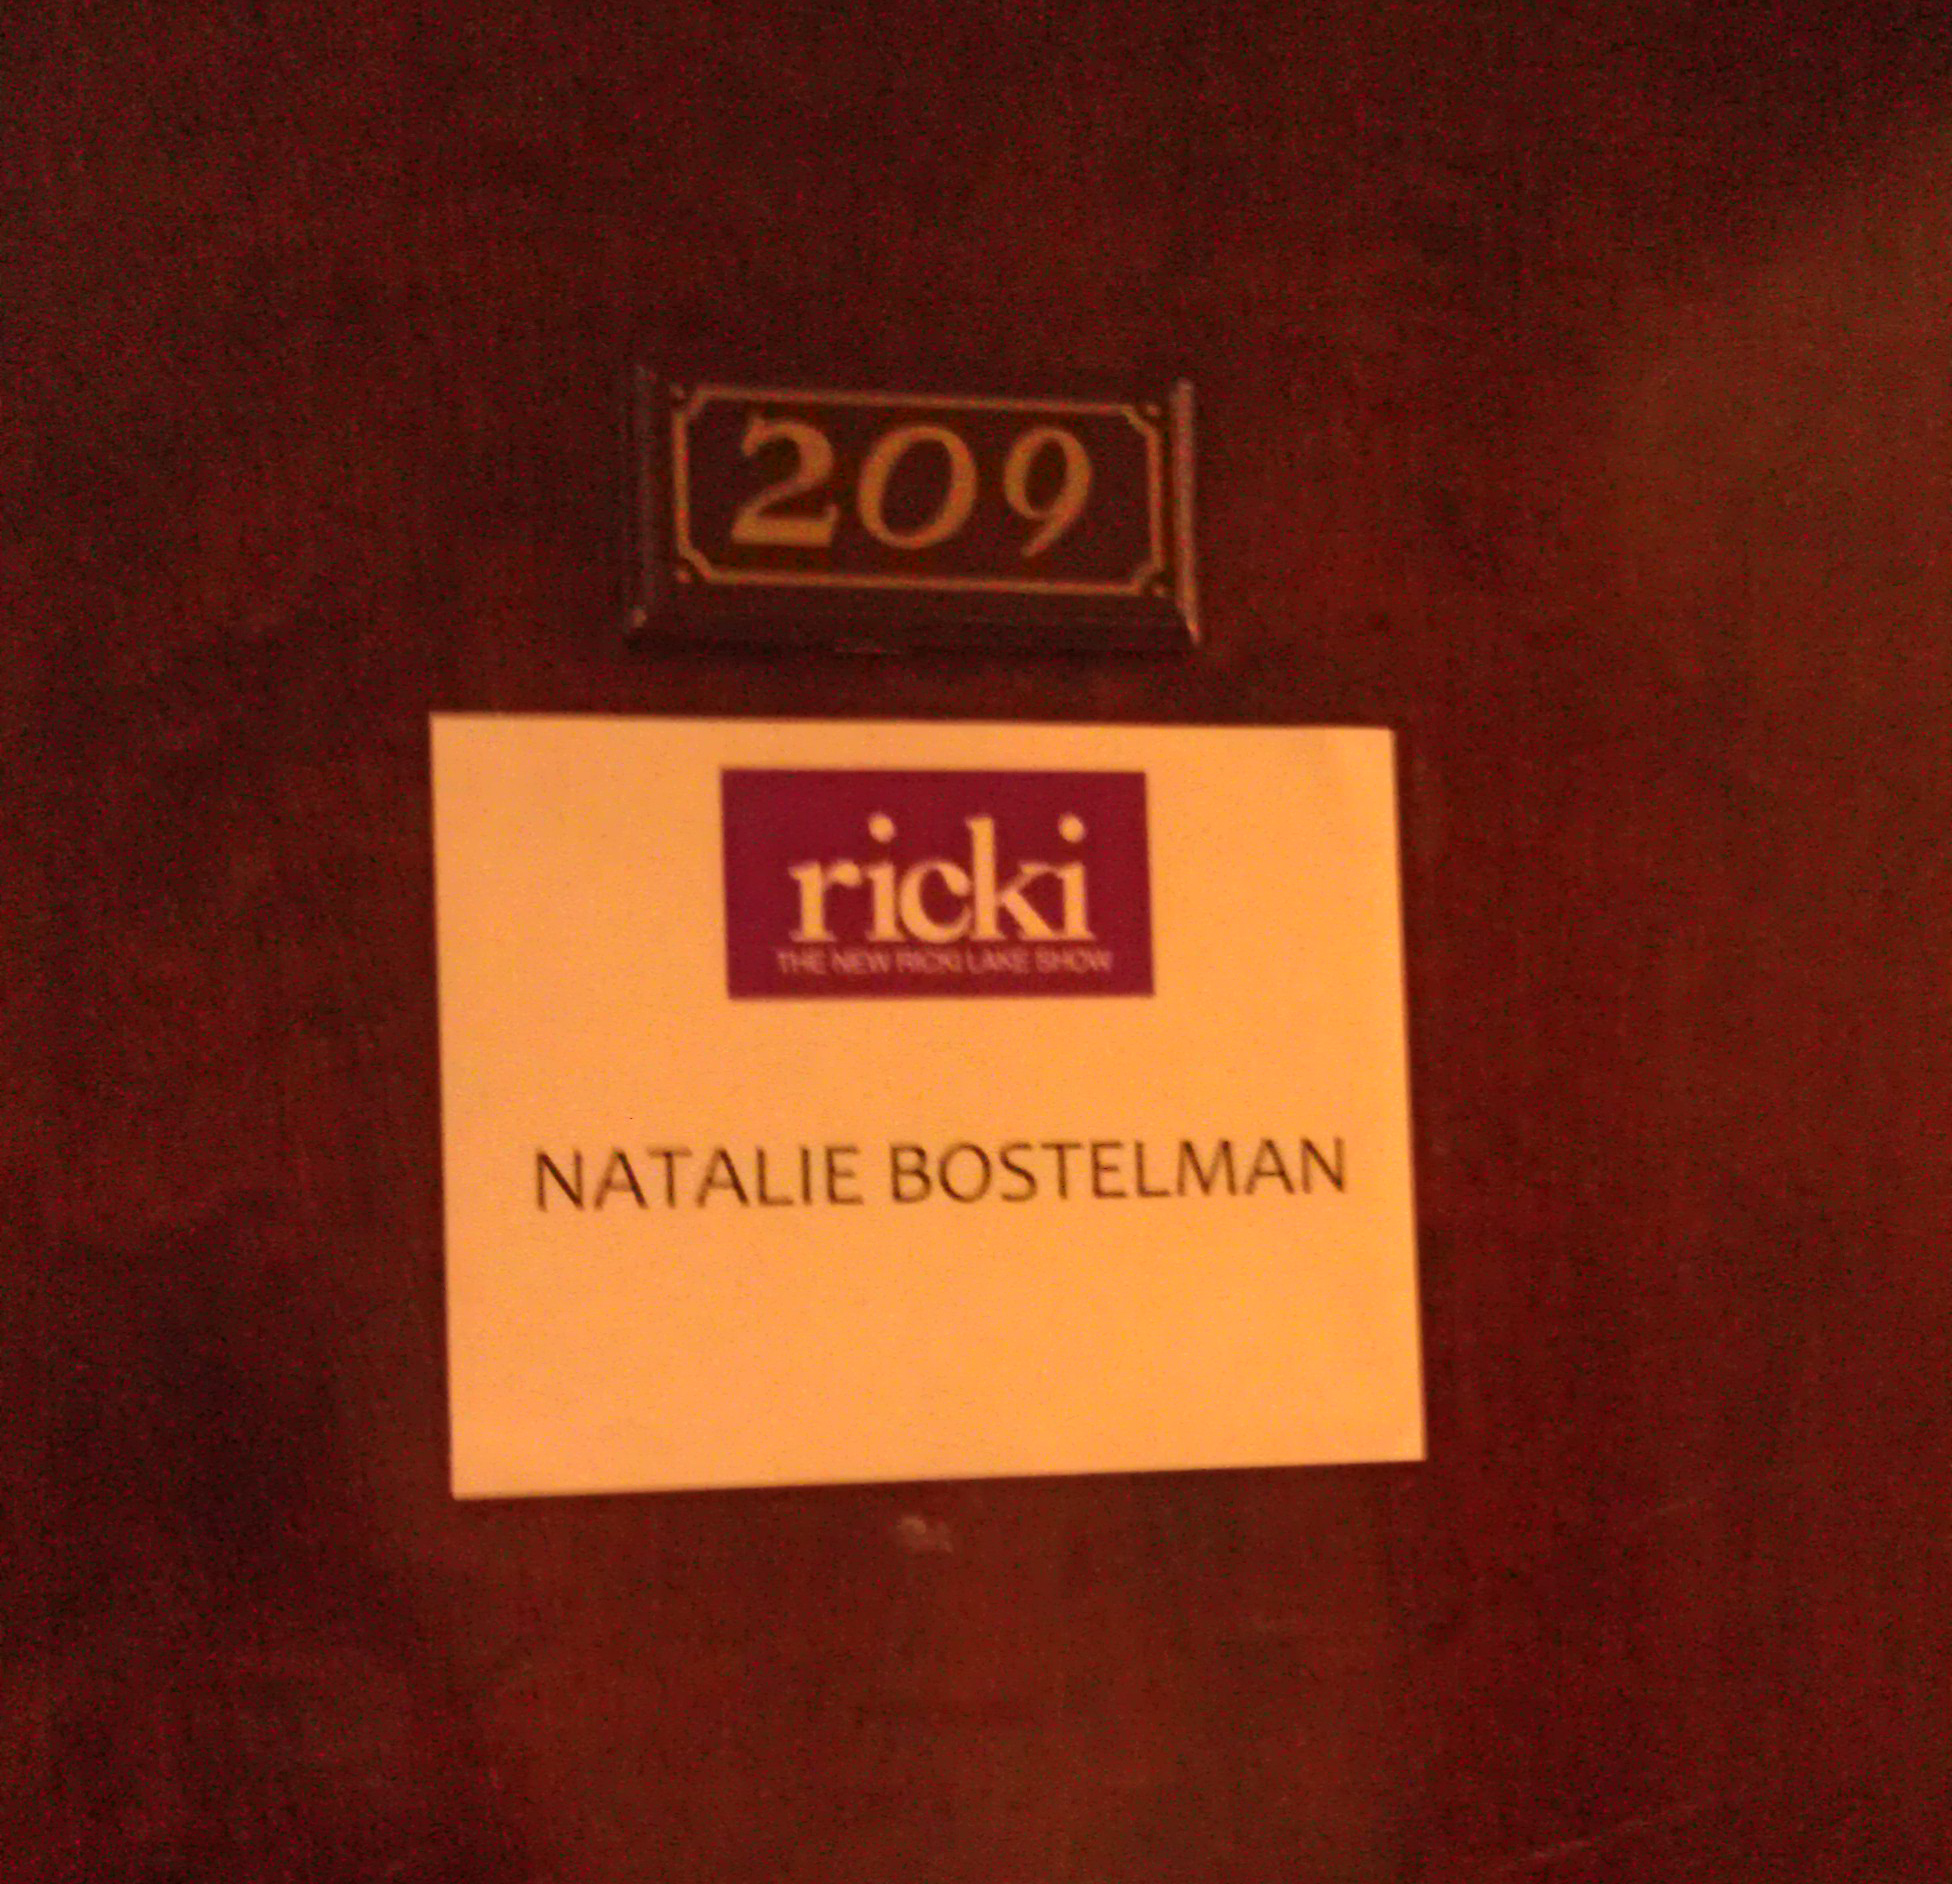 209
ricki
THE NEW RICKI LAKE SHOW
NATALIE BOSTELMAN